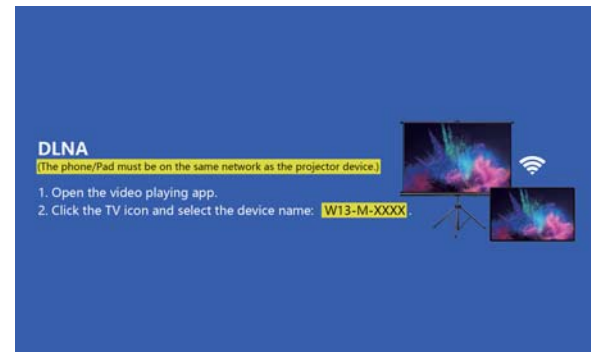 DLNA
(The phone/Pad must be on the same network as the projector device.)
1. Open the video playing app.
2. Click the TV icon and select the device name: W13-M-XXXX.